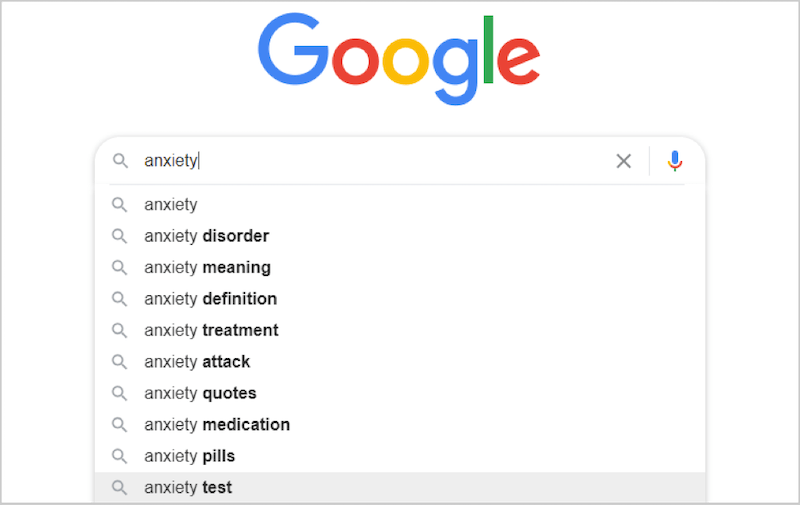 Google
anxiety
anxiety
anxiety disorder
anxiety meaning
anxiety definition
anxiety treatment
anxiety attack
anxiety quotes
anxiety medication
anxiety pills
anxiety test